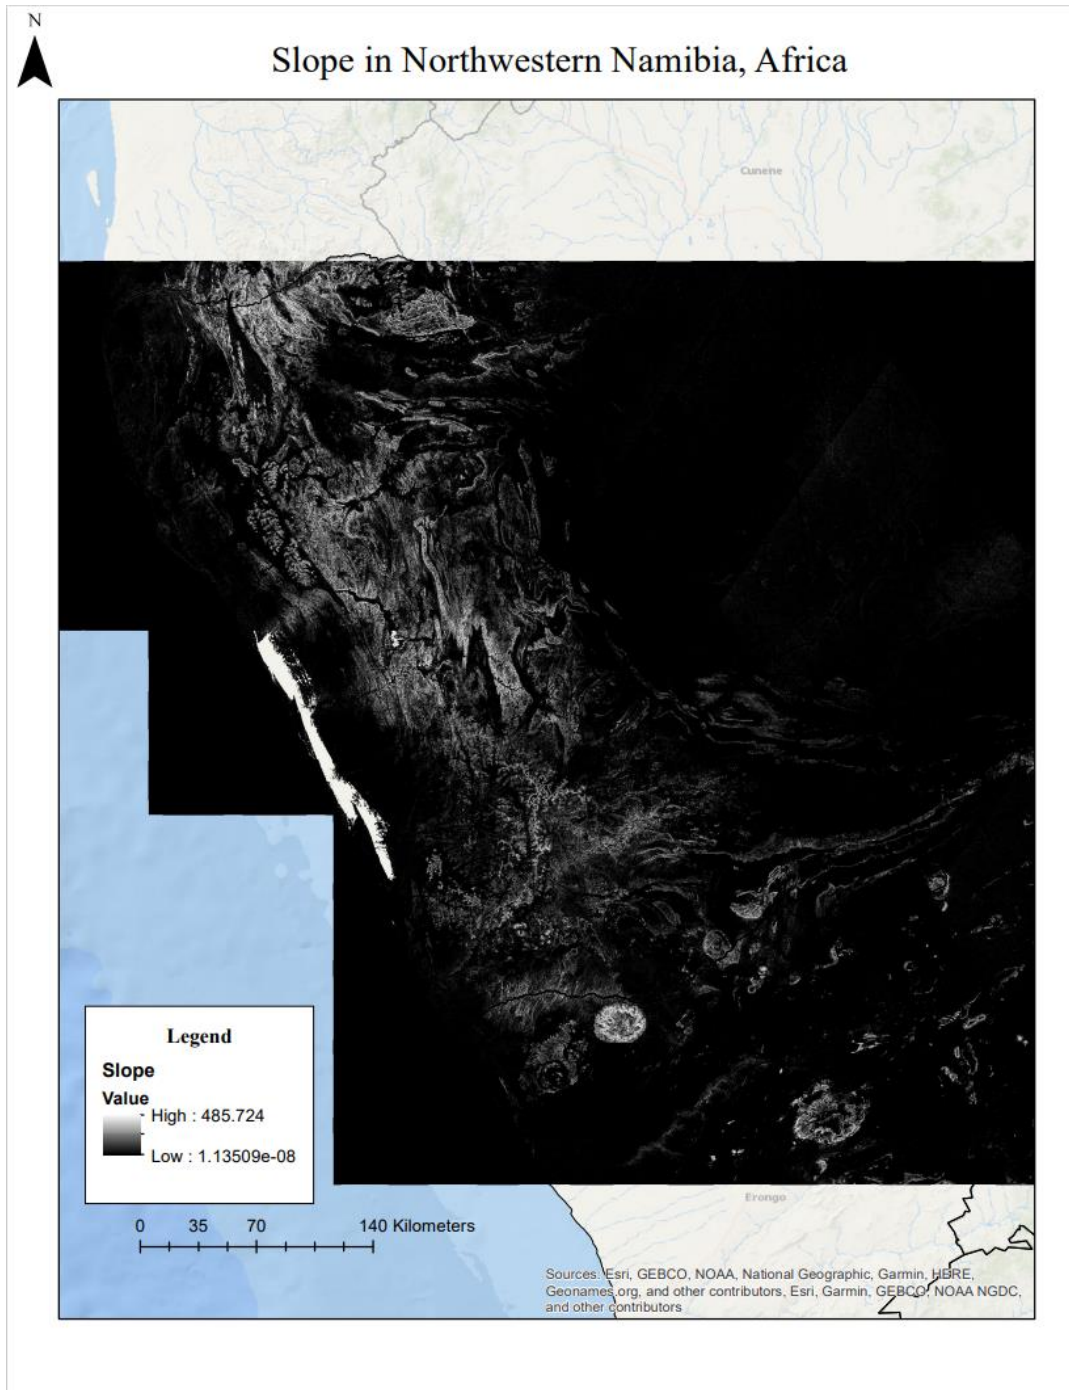 N
Slope in Northwestern Namibia, Africa
Cunene
Legend
Slope
Value
High : 485.724
Low : 1.13509e-08
0 35 70 140 Kilometers
Erongo
Sources: Esri, GEBCO, NOAA, National Geographic, Garmin, HERE,
Geonames.org, and other contributors, Esri, Garmin, GEBCO, NOAA NGDC,
and other contributors